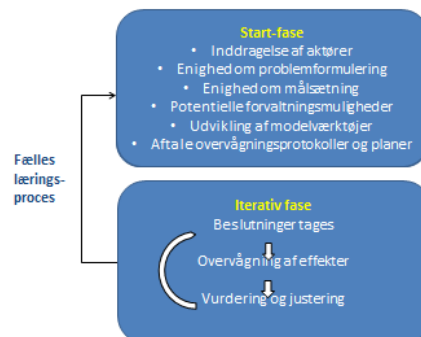 Start-fase
• Inddragelse af aktører
• Enighed om problemformulering
• Enighed om målsætning
• Potentielle forvaltningsmuligheder
• Udvikling af modelværktøjer
• Aftale overvågningsprotokoller og planer
Fælles
lærings-
proces
Iterativ fase
Beslutninger tages
Overvågning af effekter
Vurdering og justering